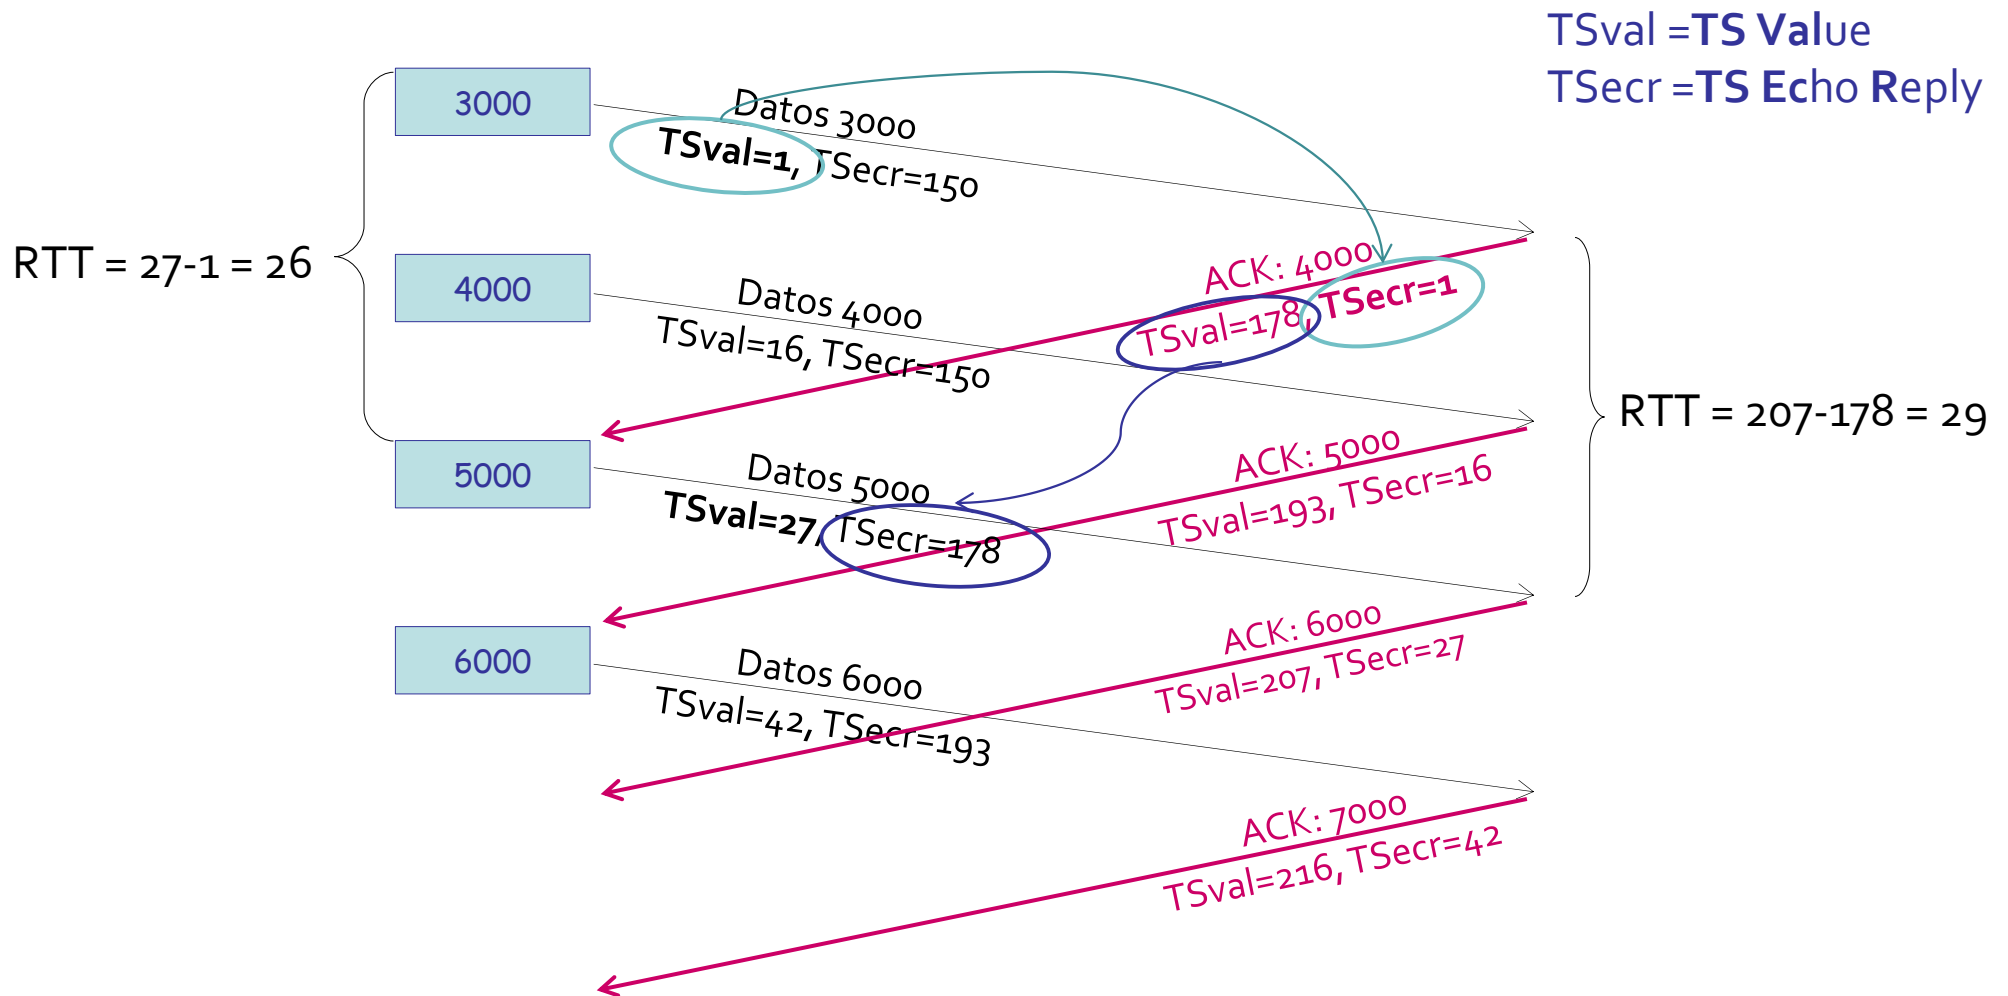 TSval =TS Value
TSecr =TS Echo Reply
3000
Datos 3000
TSval=1, TSecr=150
RTT = 27-1 = 26
4000
Datos 4000
TSval=16, TSecr=150
ACK: 4000
TSval=178, TSecr=1
RTT = 207-178 = 29
5000
Datos 5000
TSval=27, TSecr=178
ACK: 5000
TSval=193, TSecr=16
6000
Datos 6000
TSval=42, TSecr=193
ACK: 6000
TSval=207, TSecr=27
ACK: 7000
TSval=216, TSecr=42